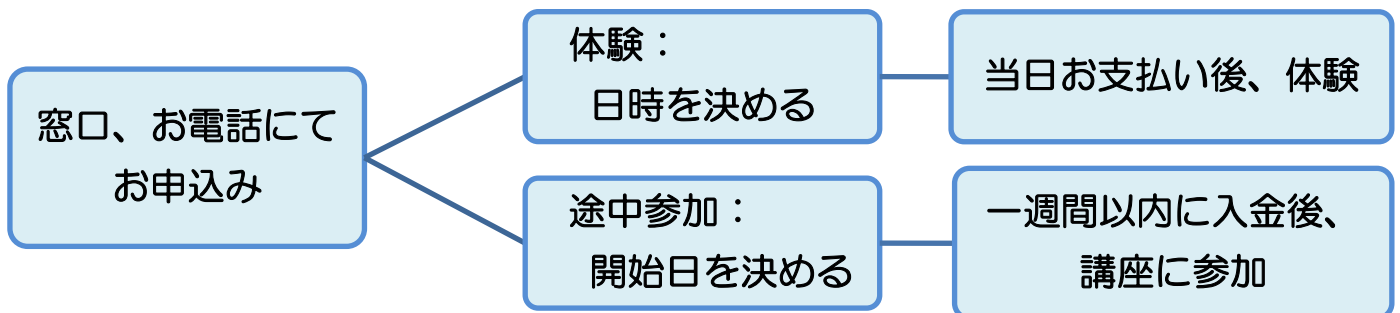 窓口、お電話にて
お申込み
体験：
日時を決める
当日お支払い後、体験
途中参加：
開始日を決める
一週間以内に入金後、
講座に参加